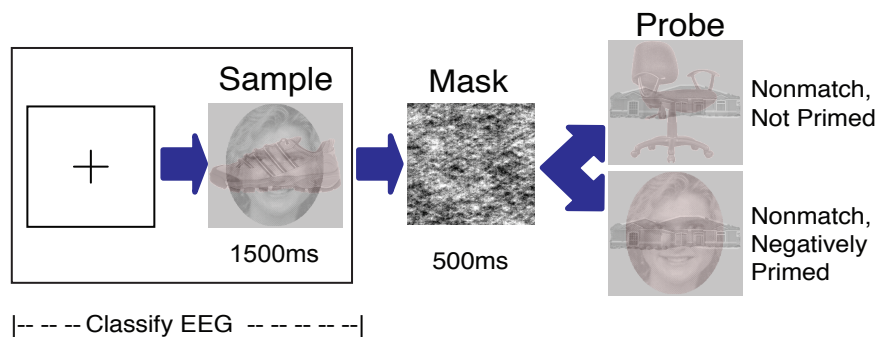 Sample
1500ms
Mask
500ms
Probe
Nonmatch,
Not Primed
Nonmatch,
Negatively
Primed
|-- -- -- Classify EEG -- -- -- -- --|